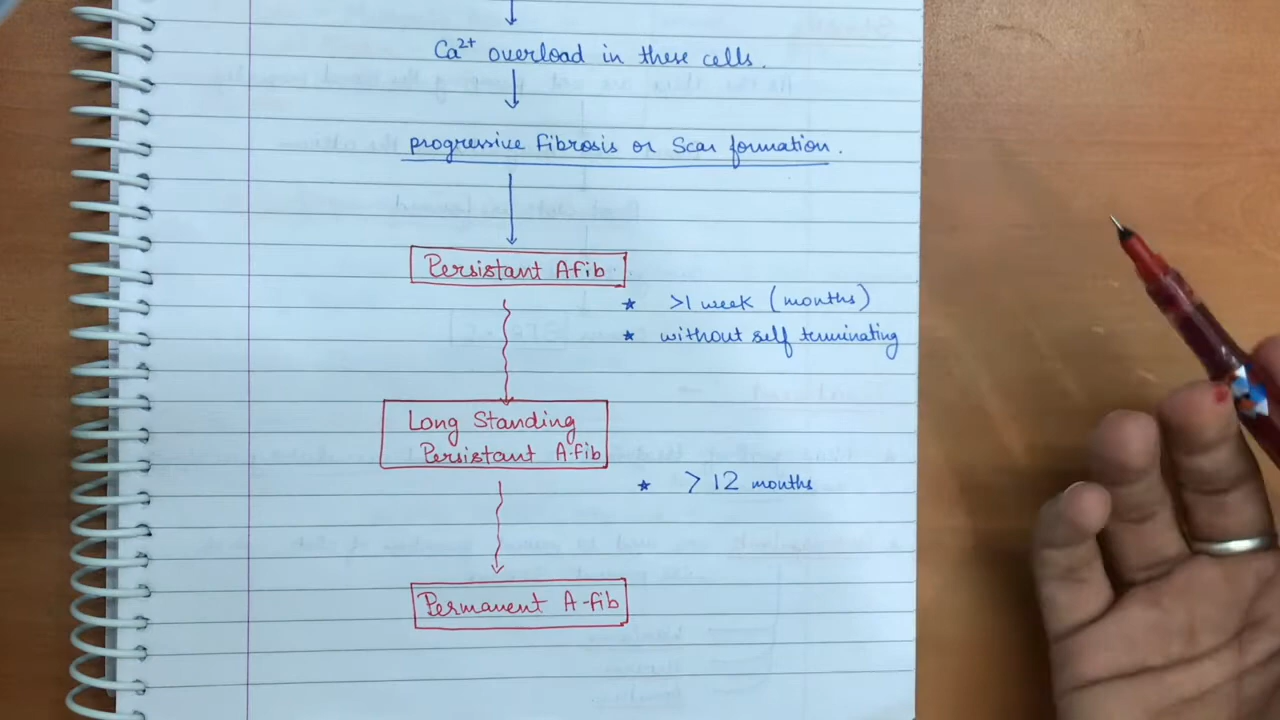 Ca²⁺ overload in these cells.
progressive fibrosis or Scar formation.
Persistant A fib.
* >1 week (months)
* without self terminating
Long Standing
Persistant A-fib
* > 12 months
Permanent A-fib